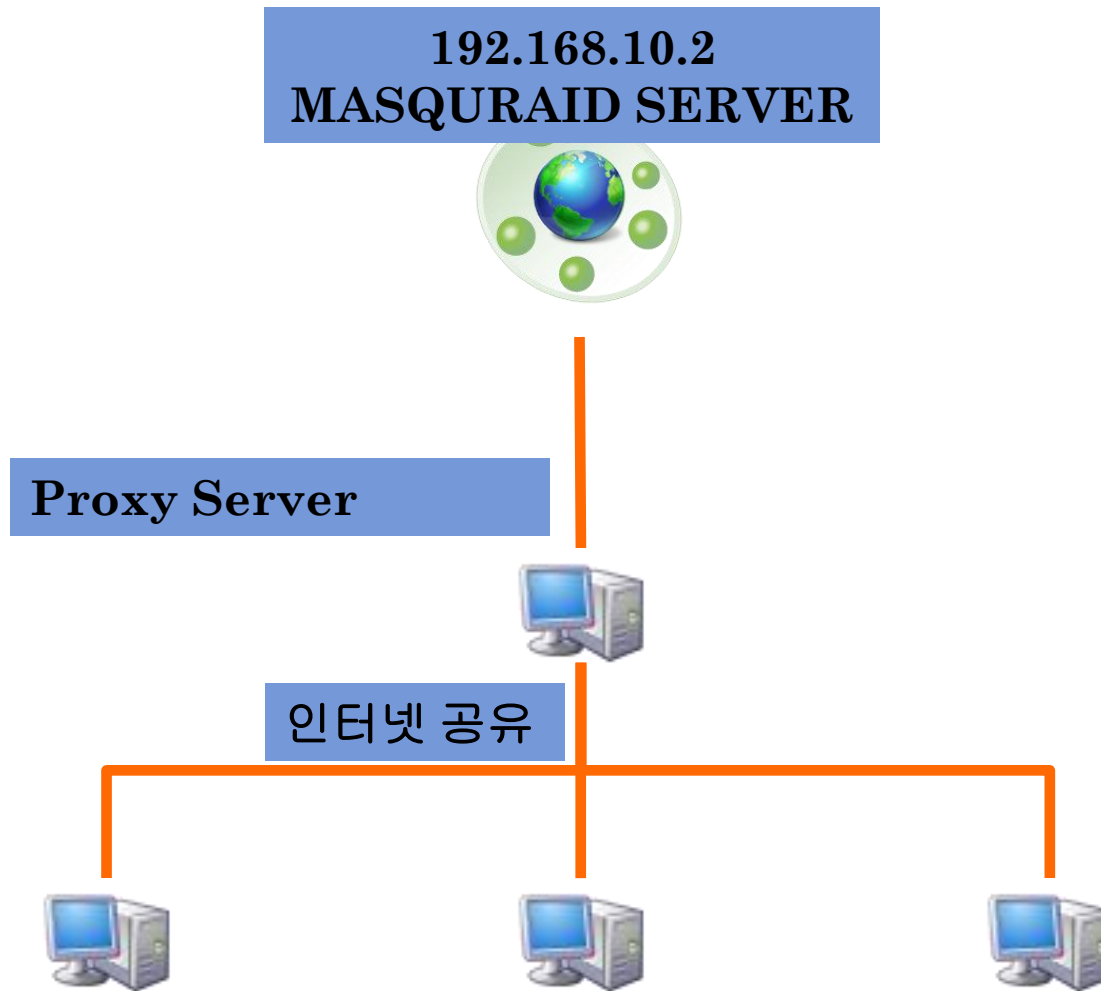 192.168.10.2
MASQURAID SERVER
Proxy Server
인터넷 공유